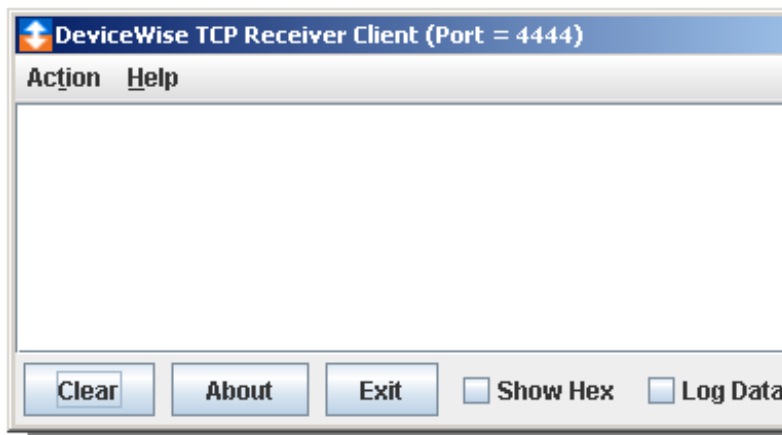 DeviceWise TCP Receiver Client (Port = 4444)
Action Help
Clear About Exit Show Hex Log Data